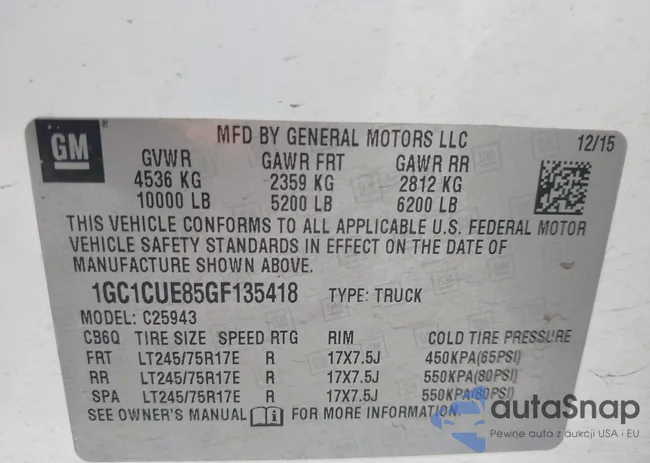 GM
MFD BY GENERAL MOTORS LLC 12/15
GVWR GAWR FRT GAWR RR
4536 KG 2359 KG 2812 KG
10000 LB 5200 LB 6200 LB
THIS VEHICLE CONFORMS TO ALL APPLICABLE U.S. FEDERAL MOTOR
VEHICLE SAFETY STANDARDS IN EFFECT ON THE DATE OF
MANUFACTURE SHOWN ABOVE.
1GC1CUE85GF135418 TYPE: TRUCK
MODEL: C25943
CB6Q TIRE SIZE SPEED RTG RIM COLD TIRE PRESSURE
FRT LT245/75R17E R 17X7.5J 450KPA(65PSI)
RR LT245/75R17E R 17X7.5J 550KPA(80PSI)
SPA LT245/75R17E R 17X7.5J 550KPA(80PSI)
SEE OWNER'S MANUAL FOR MORE INFORMATION.
autoSnap
Pewne auto z aukcji USA i EU